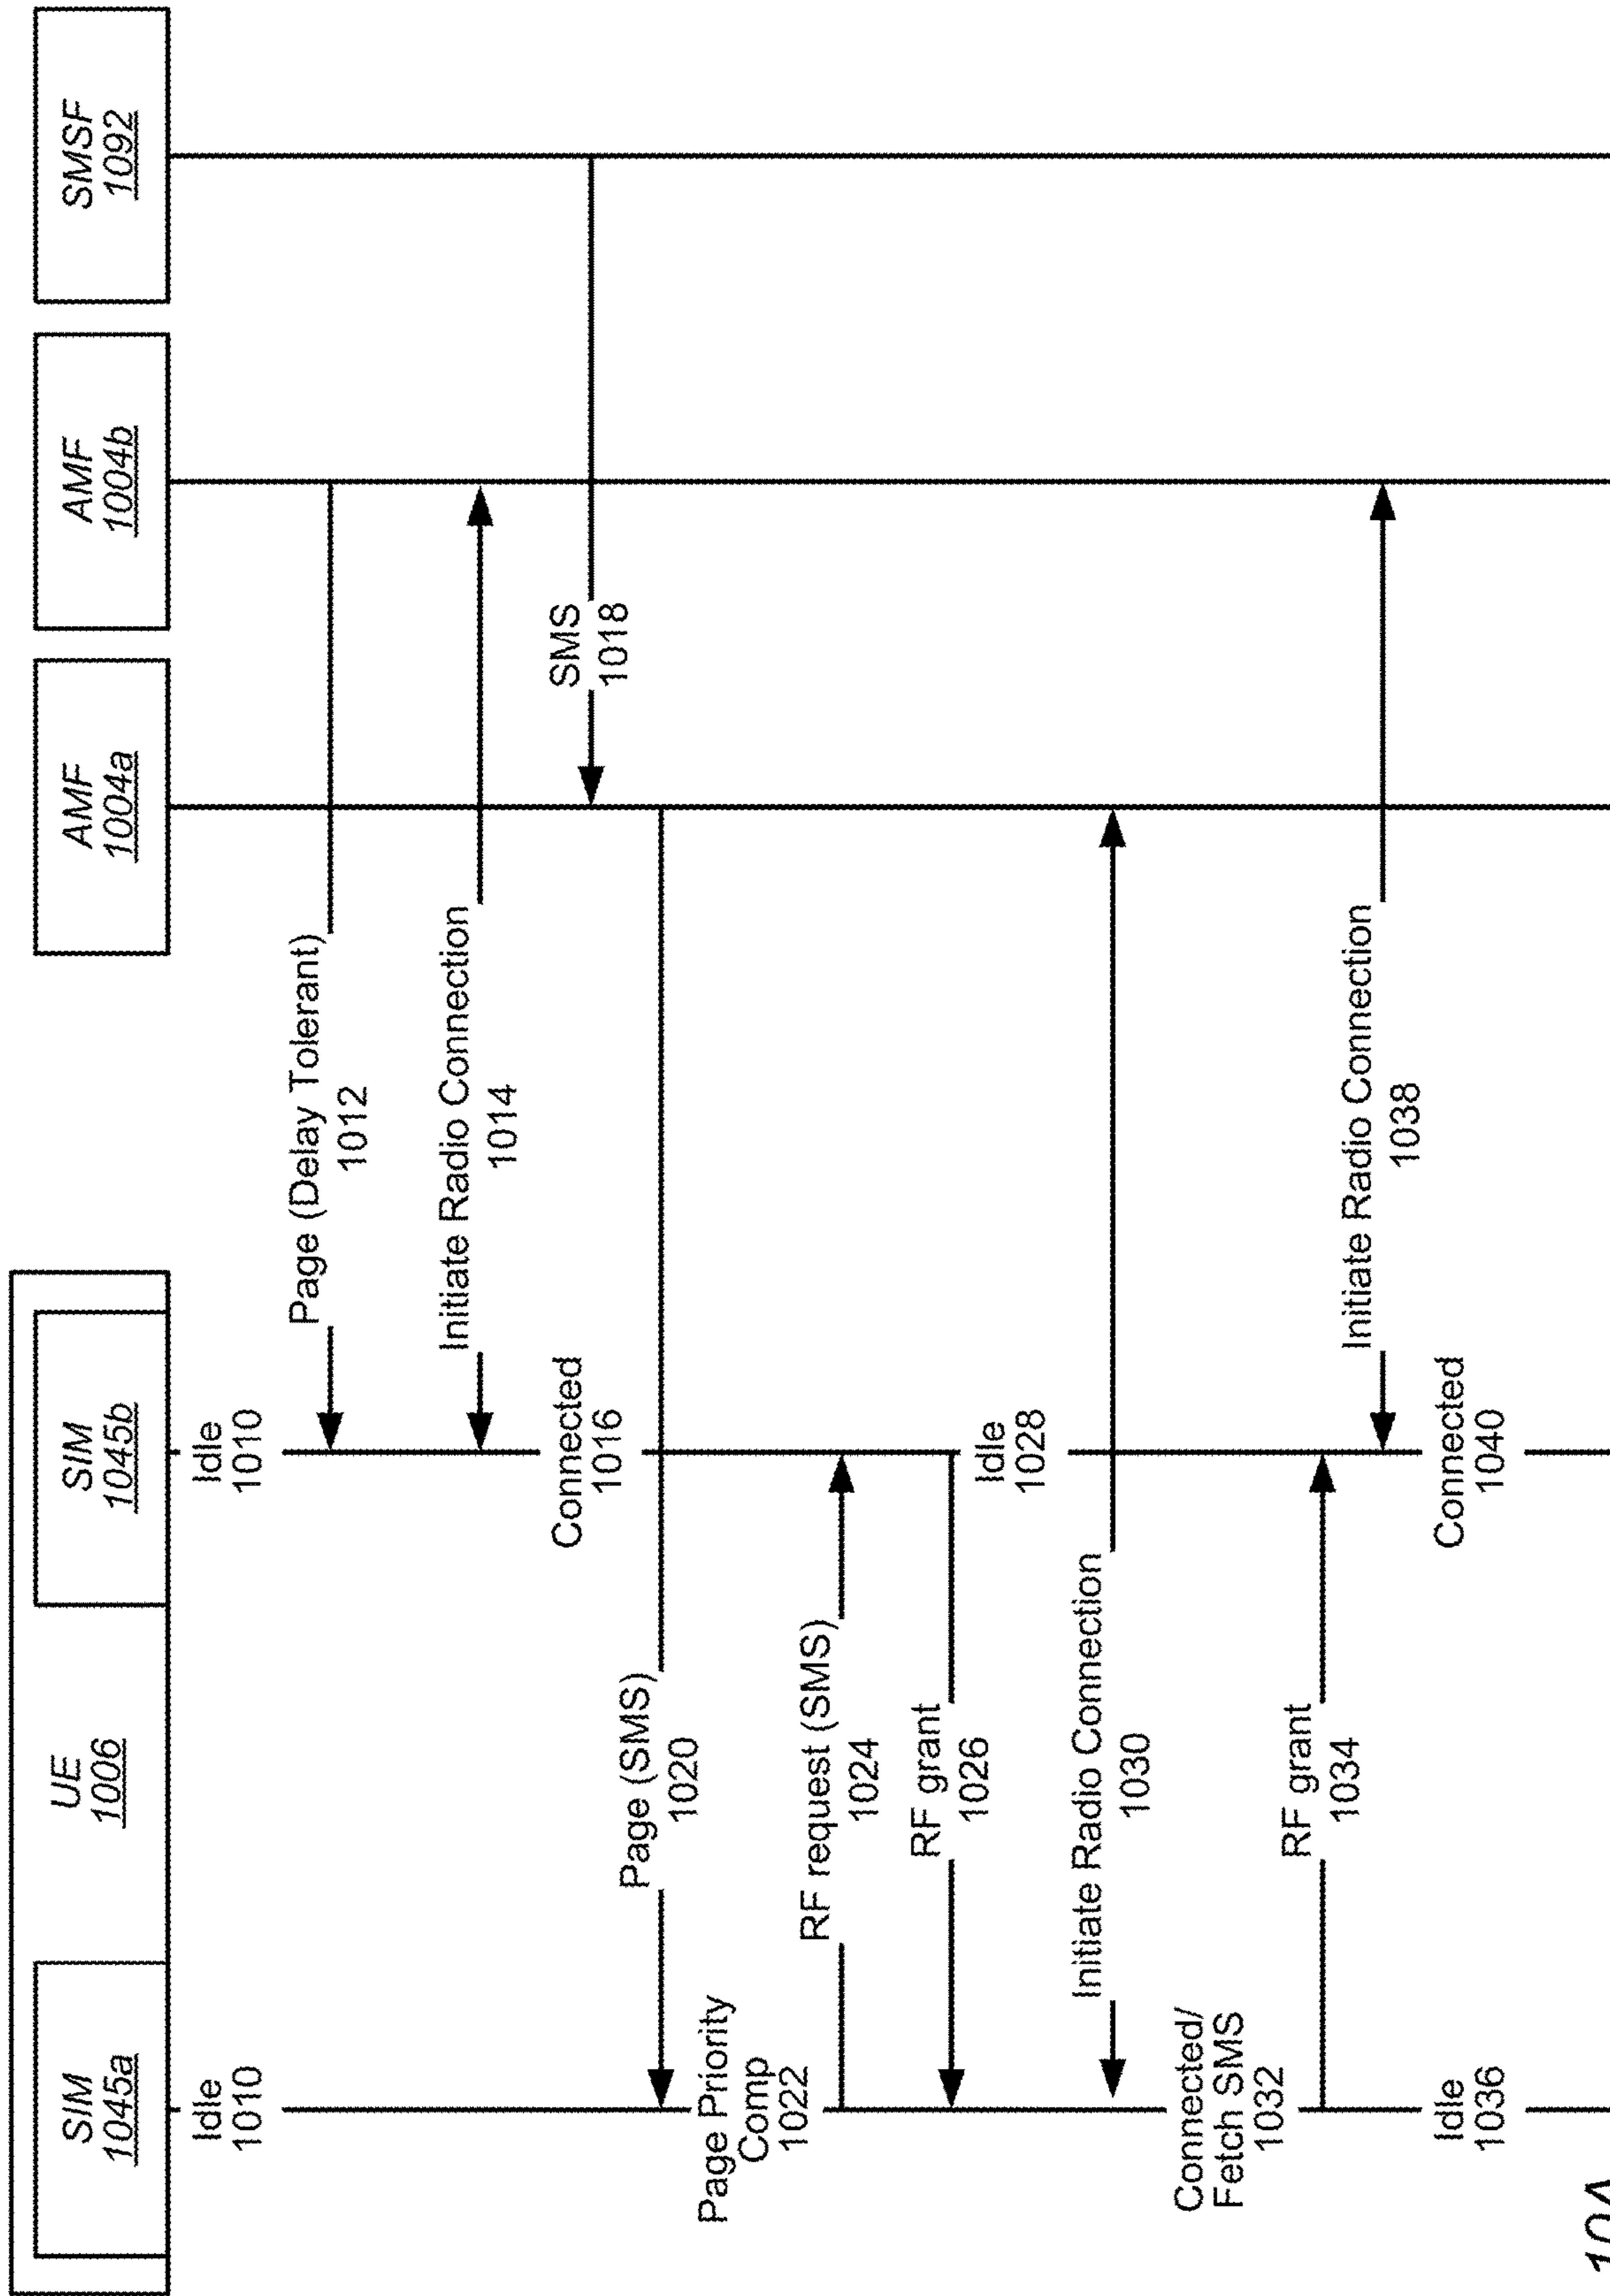 UE
1006
SIM
1045a
SIM
1045b
AMF
1004a
AMF
1004b
SMSF
1092
Idle
1010
Idle
1010
Page (Delay Tolerant)
1012
Initiate Radio Connection
1014
Connected
1016
SMS
1018
Page (SMS)
1020
Page Priority
Comp
1022
RF request (SMS)
1024
RF grant
1026
Idle
1028
Initiate Radio Connection
1030
Connected/
Fetch SMS
1032
RF grant
1034
Idle
1036
Initiate Radio Connection
1038
Connected
1040
10A